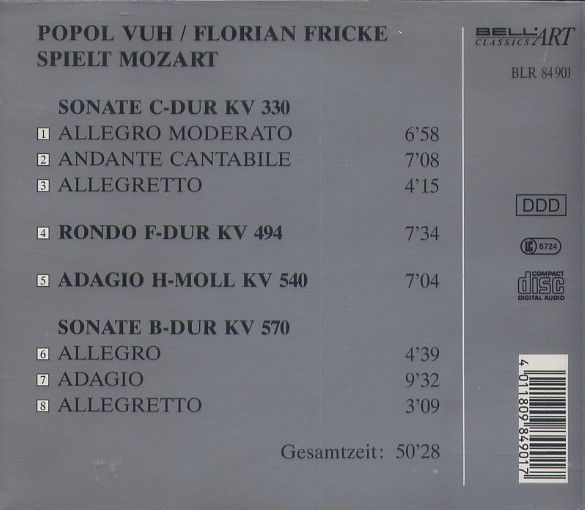 POPOL VUH / FLORIAN FRICKE
SPIELT MOZART
BELL:
CLASSICS ART
BLR 84 901
SONATE C-DUR KV 330
1 ALLEGRO MODERATO 6’58
2 ANDANTE CANTABILE 7’08
3 ALLEGRETTO 4’15
4 RONDO F-DUR KV 494 7’34
5 ADAGIO H-MOLL KV 540 7’04
SONATE B-DUR KV 570
6 ALLEGRO 4’39
7 ADAGIO 9’32
8 ALLEGRETTO 3’09
Gesamtzeit: 50’28
DDD
LC 6724
COMPACT
disc
DIGITAL AUDIO
4 011809 849017